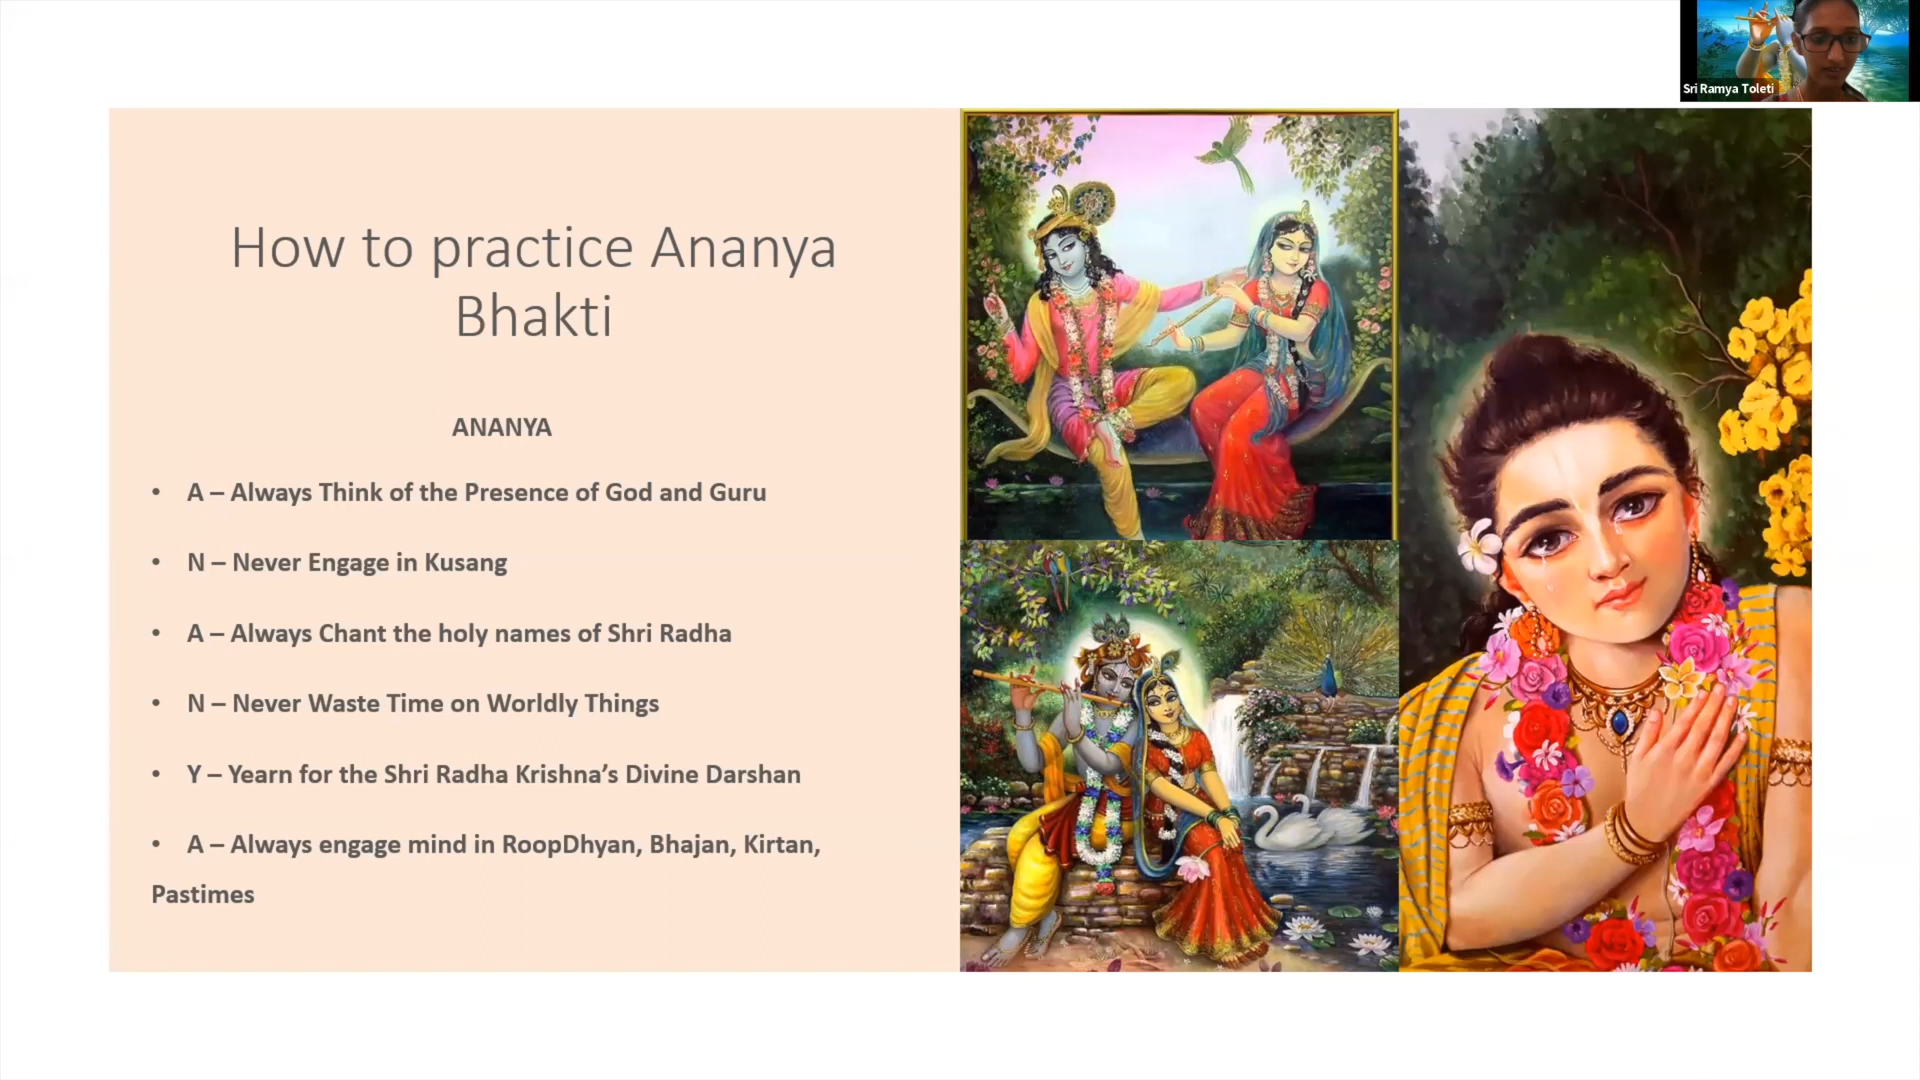 Sri Ramya Toleti
How to practice Ananya
Bhakti
ANANYA
• A – Always Think of the Presence of God and Guru
• N – Never Engage in Kusang
• A – Always Chant the holy names of Shri Radha
• N – Never Waste Time on Worldly Things
• Y – Yearn for the Shri Radha Krishna’s Divine Darshan
• A – Always engage mind in RoopDhyan, Bhajan, Kirtan,
Pastimes